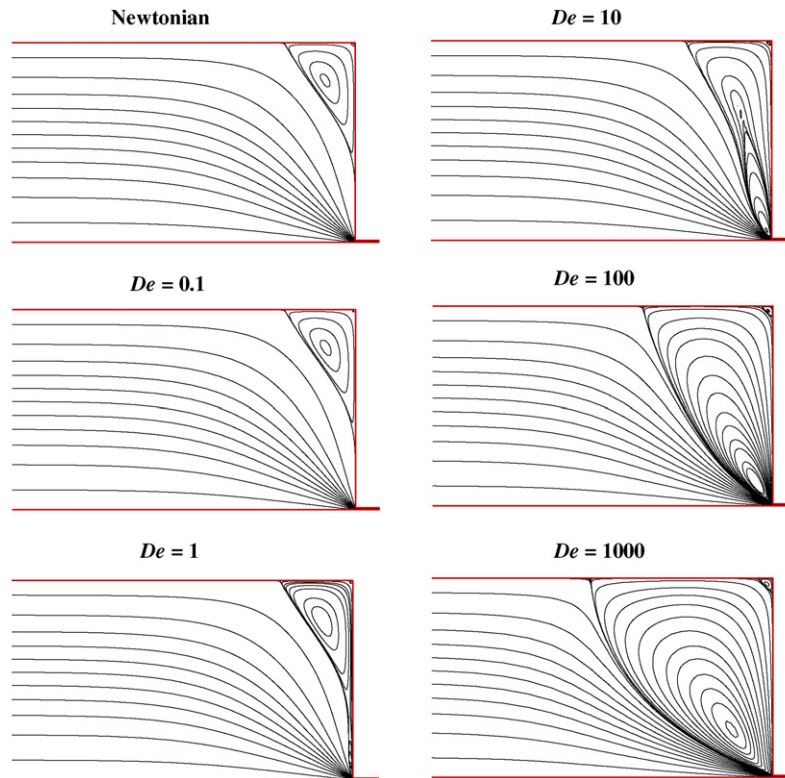 Newtonian
De = 10
De = 0.1
De = 100
De = 1
De = 1000